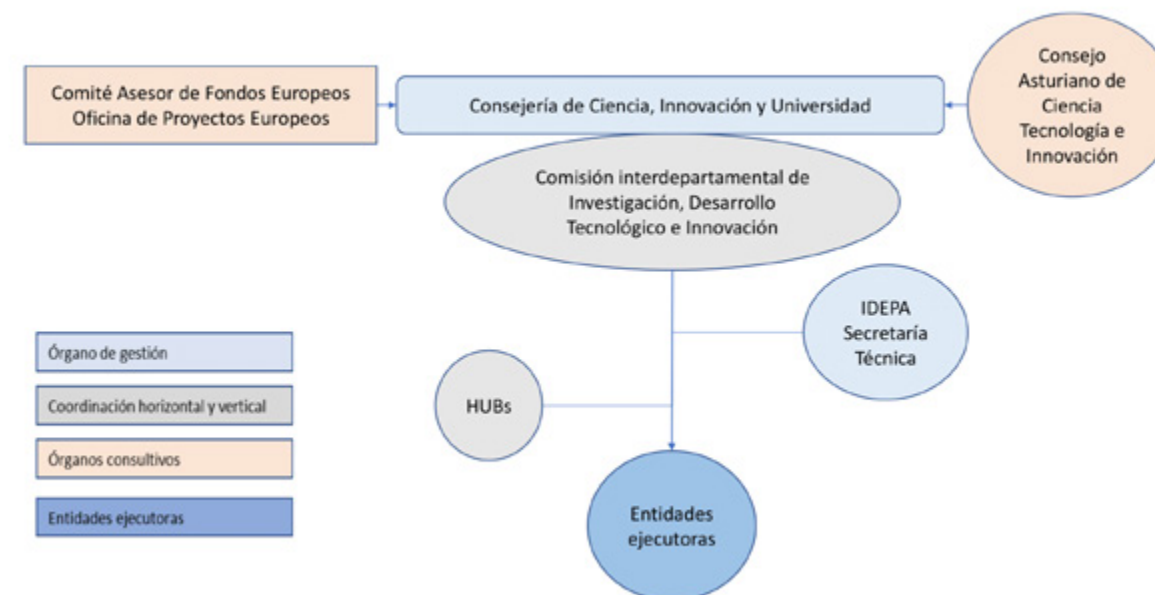 Comité Asesor de Fondos Europeos
Oficina de Proyectos Europeos
Consejería de Ciencia, Innovación y Universidad
Consejo
Asturiano de
Ciencia
Tecnología e
Innovación
Comisión interdepartamental de
Investigación, Desarrollo
Tecnológico e Innovación
IDEPA
Secretaría
Técnica
HUBs
Entidades
ejecutoras
Órgano de gestión
Coordinación horizontal y vertical
Órganos consultivos
Entidades ejecutoras